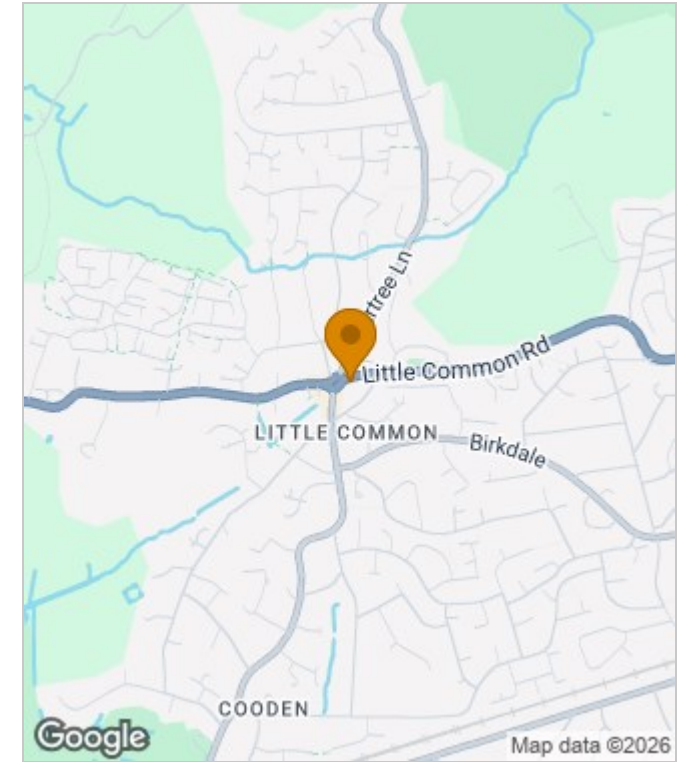 rtree Ln
Little Common Rd
LITTLE COMMON
Birkdale
COODEN
Google
Map data ©2026